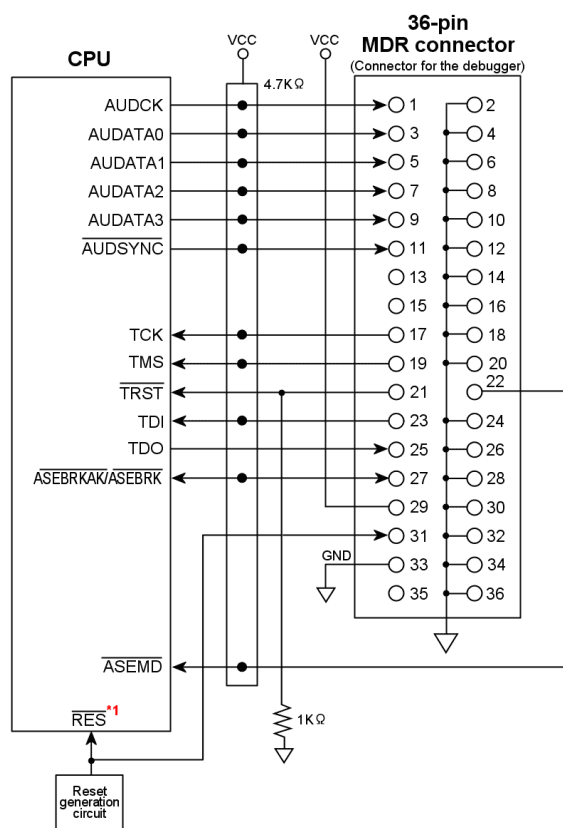 36-pin
MDR connector
(Connector for the debugger)
CPU
VCC
VCC
4.7KΩ
AUDCK
1
2
AUDATA0
3
4
AUDATA1
5
6
AUDATA2
7
8
AUDATA3
9
10
AUDSYNC
11
12
13
14
15
16
TCK
17
18
TMS
19
20
TRST
21
22
TDI
23
24
TDO
25
26
ASEBRKAK/ASEBRK
27
28
29
30
31
32
GND
33
34
35
36
ASEMD
RES*1
1KΩ
Reset
generation
circuit